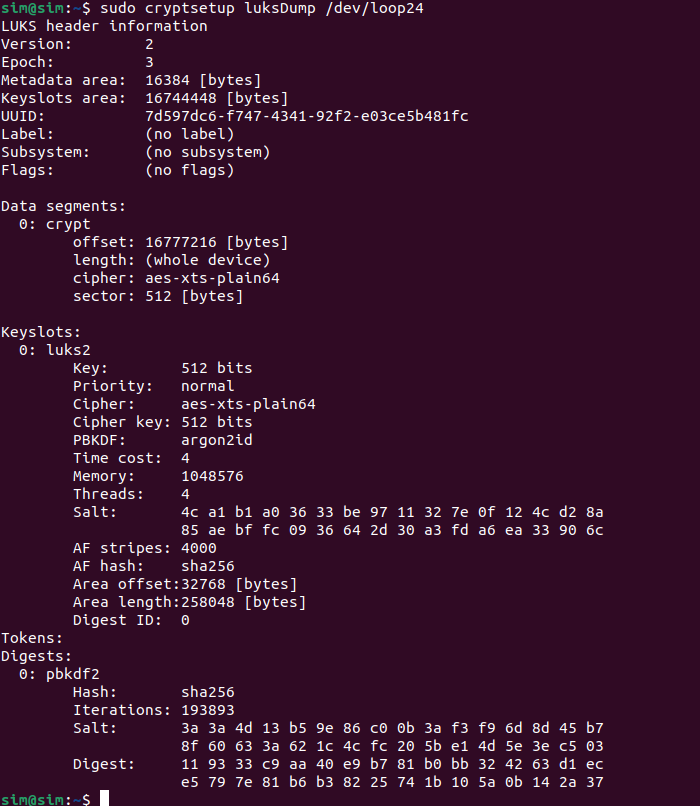 sim@sim:~$ sudo cryptsetup luksDump /dev/loop24
LUKS header information
Version:        2
Epoch:          3
Metadata area:  16384 [bytes]
Keyslots area:  16744448 [bytes]
UUID:           7d597dc6-f747-4341-92f2-e03ce5b481fc
Label:          (no label)
Subsystem:      (no subsystem)
Flags:          (no flags)

Data segments:
  0: crypt
        offset: 16777216 [bytes]
        length: (whole device)
        cipher: aes-xts-plain64
        sector: 512 [bytes]

Keyslots:
  0: luks2
        Key:        512 bits
        Priority:   normal
        Cipher:     aes-xts-plain64
        Cipher key: 512 bits
        PBKDF:      argon2id
        Time cost:  4
        Memory:     1048576
        Threads:    4
        Salt:       4c a1 b1 a0 36 33 be 97 11 32 7e 0f 12 4c d2 8a
                    85 ae bf fc 09 36 64 2d 30 a3 fd a6 ea 33 90 6c
        AF stripes: 4000
        AF hash:    sha256
        Area offset:32768 [bytes]
        Area length:258048 [bytes]
        Digest ID:  0
Tokens:
Digests:
  0: pbkdf2
        Hash:       sha256
        Iterations: 193893
        Salt:       3a 3a 4d 13 b5 9e 86 c0 0b 3a f3 f9 6d 8d 45 b7
                    8f 60 63 3a 62 1c 4c fc 20 5b e1 4d 5e 3e c5 03
        Digest:     11 93 33 c9 aa 40 e9 b7 81 b0 bb 32 42 63 d1 ec
                    e5 79 7e 81 b6 b3 82 25 74 1b 10 5a 0b 14 2a 37
sim@sim:~$